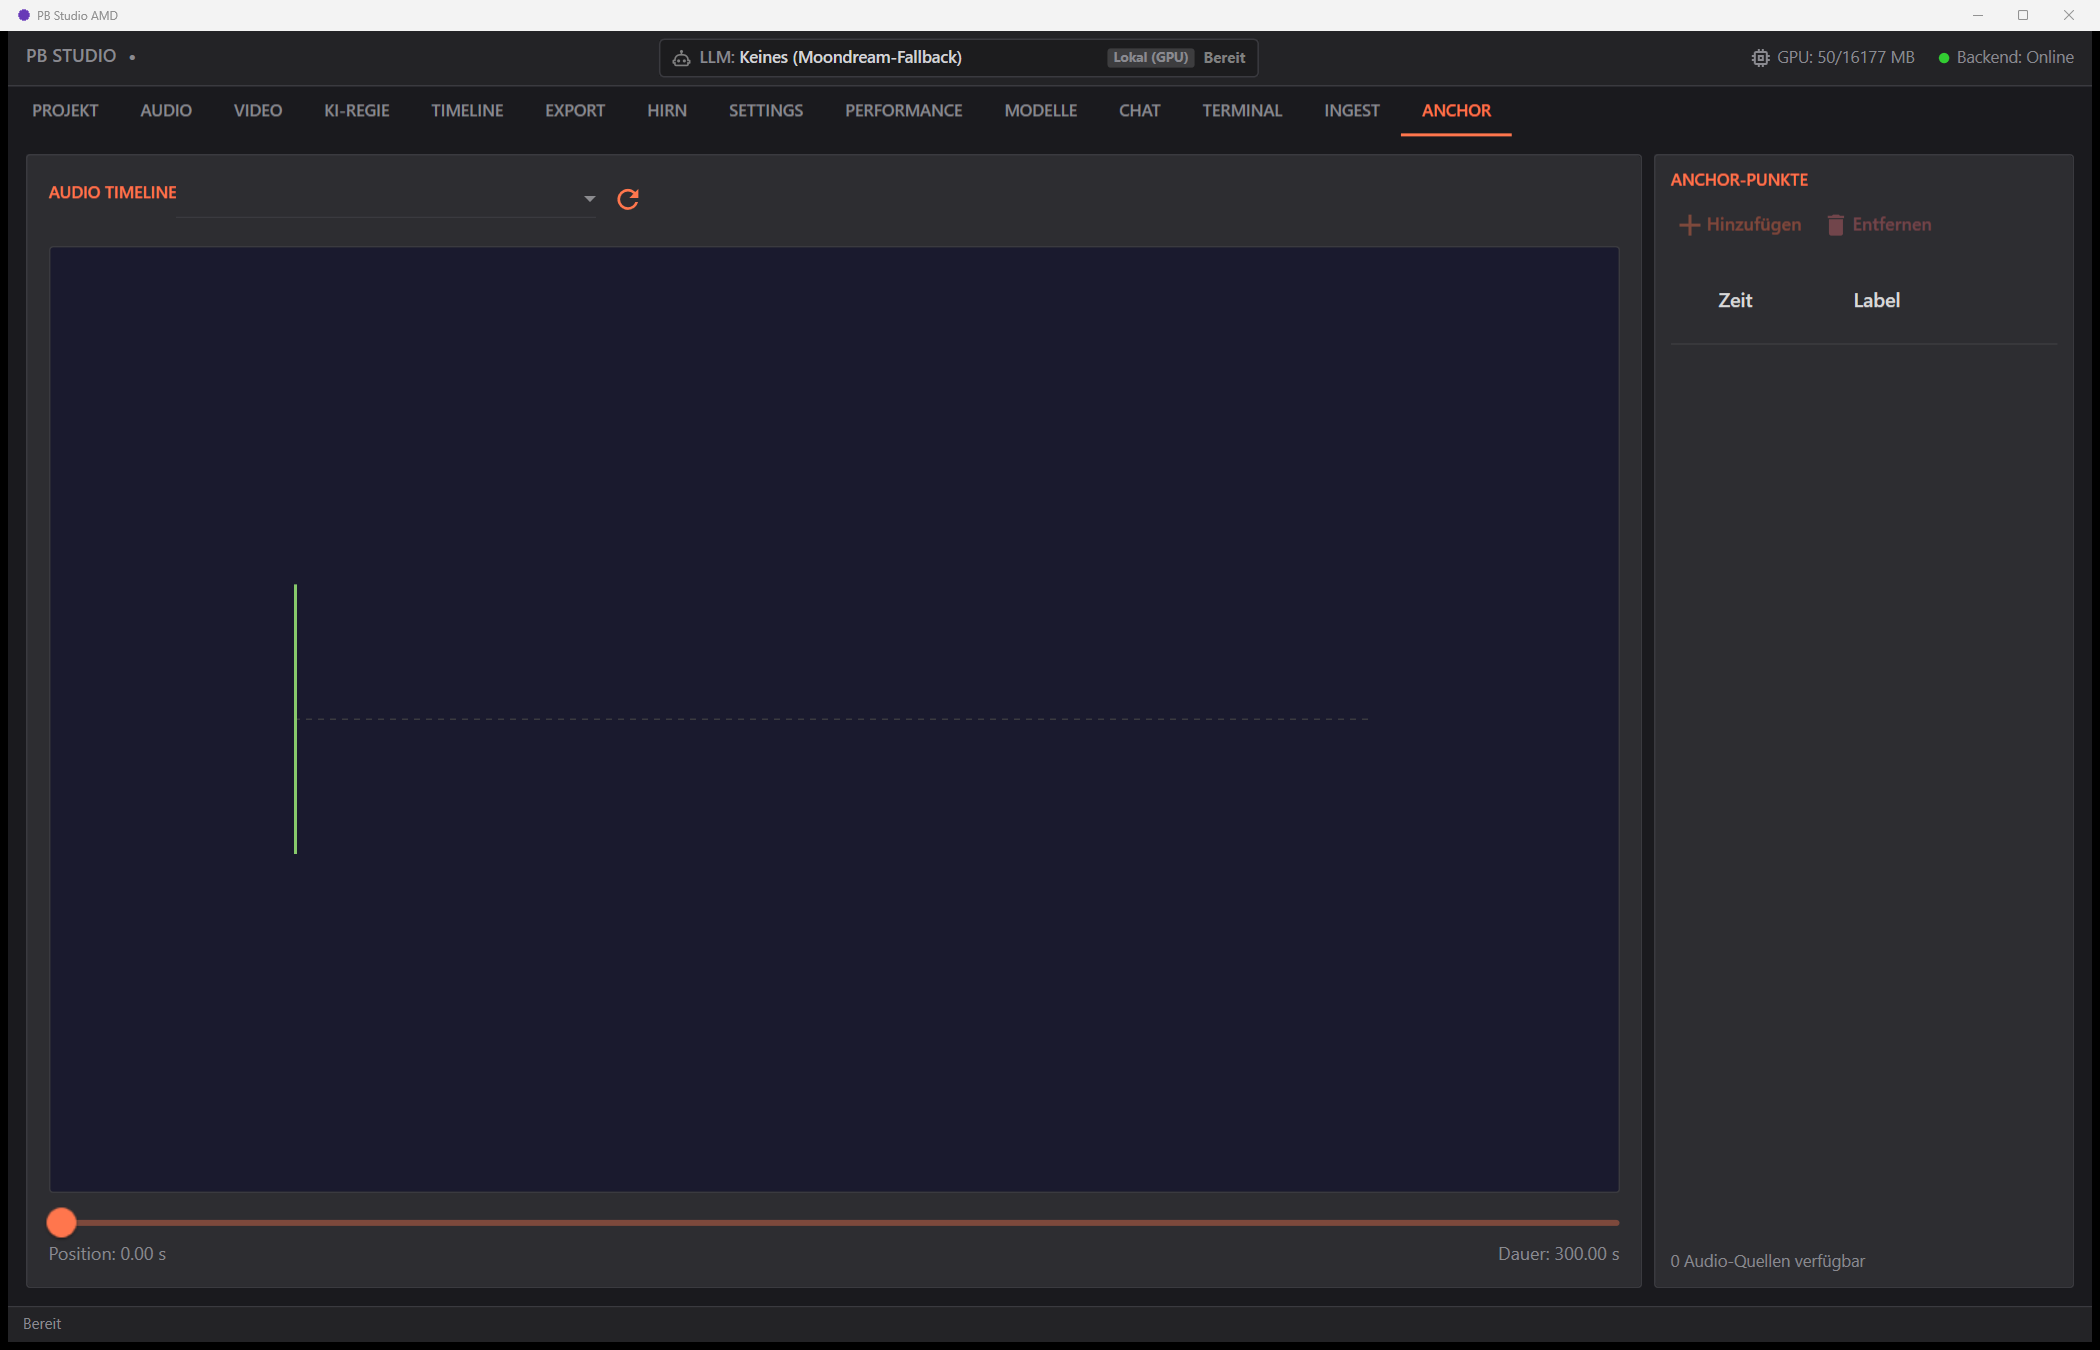 PB Studio AMD
PB STUDIO •
LLM: Keines (Moondream-Fallback) Lokal (GPU) Bereit
GPU: 50/16177 MB
Backend: Online
PROJEKT AUDIO VIDEO KI-REGIE TIMELINE EXPORT HIRN SETTINGS PERFORMANCE MODELLE CHAT TERMINAL INGEST ANCHOR
AUDIO TIMELINE
Position: 0.00 s
Dauer: 300.00 s
ANCHOR-PUNKTE
Hinzufügen Entfernen
Zeit Label
0 Audio-Quellen verfügbar
Bereit